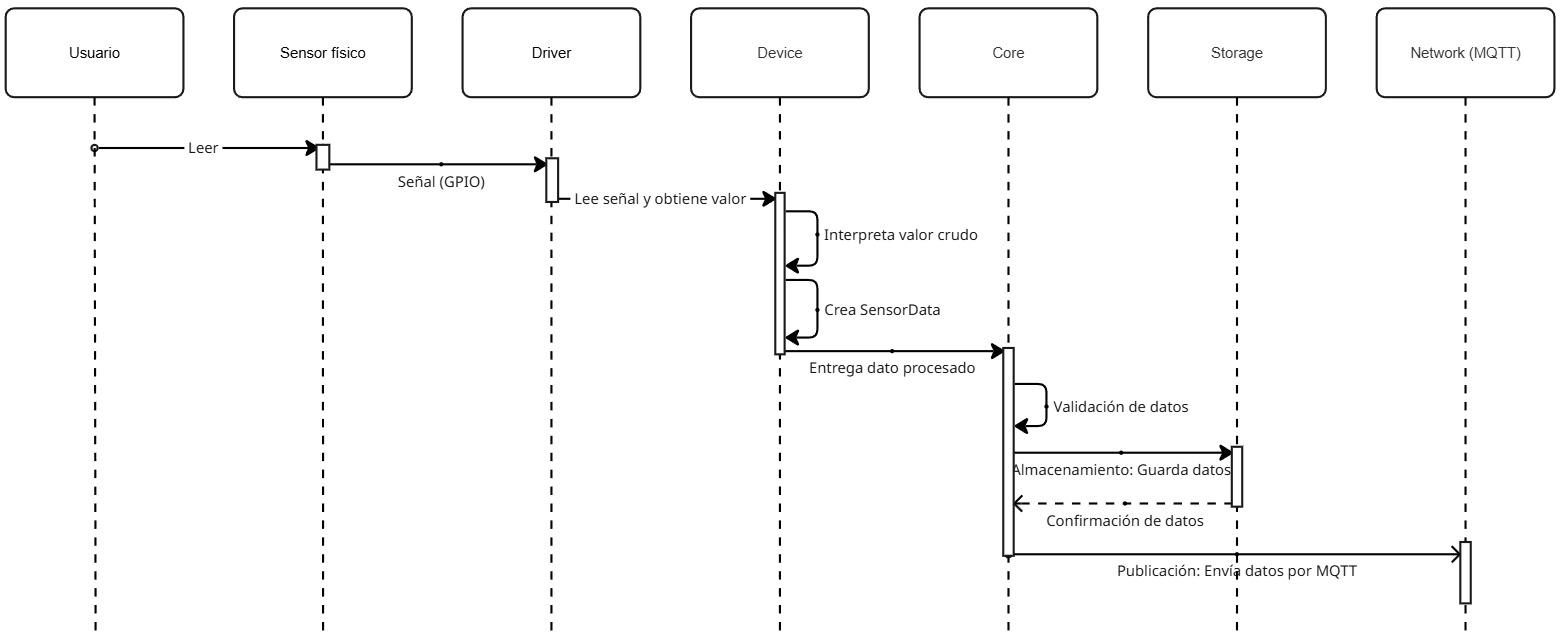 Usuario
Sensor físico
Driver
Device
Core
Storage
Network (MQTT)
Leer
Señal (GPIO)
Lee señal y obtiene valor
Interpreta valor crudo
Crea SensorData
Entrega dato procesado
Validación de datos
Almacenamiento: Guarda datos
Confirmación de datos
Publicación: Envía datos por MQTT